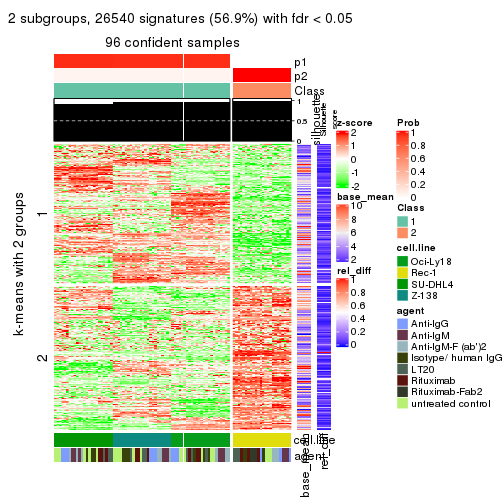 2 subgroups, 26540 signatures (56.9%) with fdr < 0.05
96 confident samples
p1
p2
Class
1
0.5
0
silhouette
Silhouette
score
k-means with 2 groups
1
2
cell.line
agent
base_mean
rel_diff
z-score
2
1
0
-1
-2
base_mean
10
8
6
4
2
rel_diff
1
0.8
0.6
0.4
0.2
0
Prob
1
0.8
0.6
0.4
0.2
0
Class
1
2
cell.line
Oci-Ly18
Rec-1
SU-DHL4
Z-138
agent
Anti-IgG
Anti-IgM
Anti-IgM-F (ab')2
Isotype/ human IgG
LT20
Rituximab
Rituximab-Fab2
untreated control